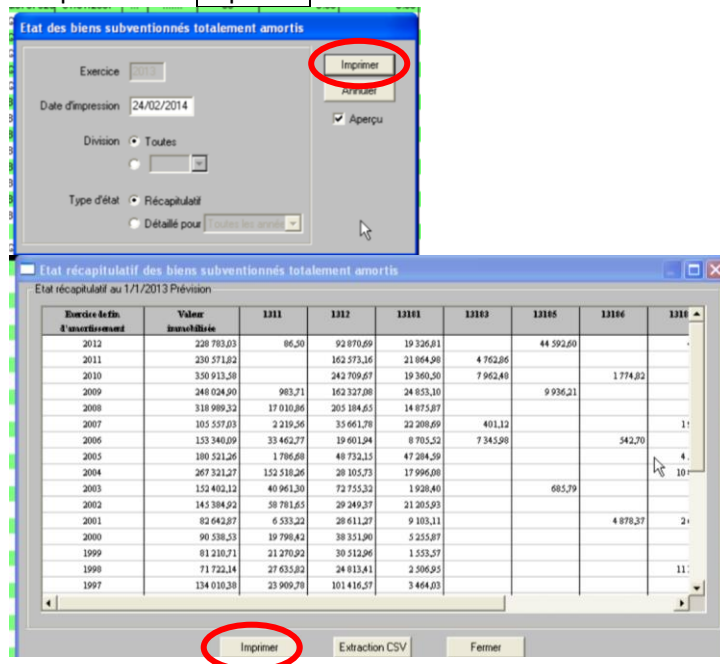 Etat des biens subventionnés totalement amortis
Exercice 2013 Imprimer
Annuler
Date d'impression 24/02/2014
Aperçu
Division Toutes
Type d'état Récapitulatif
Détaillé pour Toutes les année
Etat récapitulatif des biens subventionnés totalement amortis
Etat récapitulatif au 1/1/2013 Prévision
Exercice de fin Valeur 1311 1312 13101 13103 13105 13106 1310
d'amortissement immobilisée
2012 228 783,03 86,50 92 870,69 19 326,81 44 592,60
2011 230 571,82 162 573,16 21 864,98 4 762,86
2010 350 913,58 242 709,67 19 360,50 7 962,48 1 774,82
2009 248 024,90 983,71 162 327,08 24 853,10 9 936,21
2008 318 989,32 17 010,86 205 184,65 14 875,87
2007 105 557,03 2 219,56 35 661,78 22 208,69 401,12
2006 153 340,09 33 462,77 19 601,94 8 705,52 7 345,98 542,70
2005 180 521,26 1 786,68 48 732,15 47 284,59 4
2004 267 321,27 152 518,26 28 105,73 17 996,08 10
2003 152 402,12 40 961,30 72 755,32 1 928,40 685,79
2002 145 384,92 58 781,65 29 249,37 21 205,93
2001 82 642,87 6 533,22 28 611,27 9 103,11 4 878,37
2000 90 538,53 19 798,42 38 351,90 5 255,87
1999 81 210,71 21 270,92 30 512,96 1 553,57
1998 71 722,14 27 635,82 24 813,41 2 506,95 11
1997 134 010,38 23 909,78 101 416,57 3 464,03
Imprimer Extraction CSV Fermer